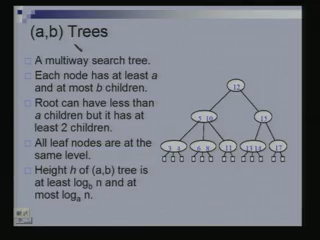 (a,b) Trees
A multiway search tree.
Each node has at least a
and at most b children.
Root can have less than
a children but it has at
least 2 children.
All leaf nodes are at the
same level.
Height h of (a,b) tree is
at least log_b n and at
most log_a n.
12
5 10
15
3 4
6 8
11
13 14
17